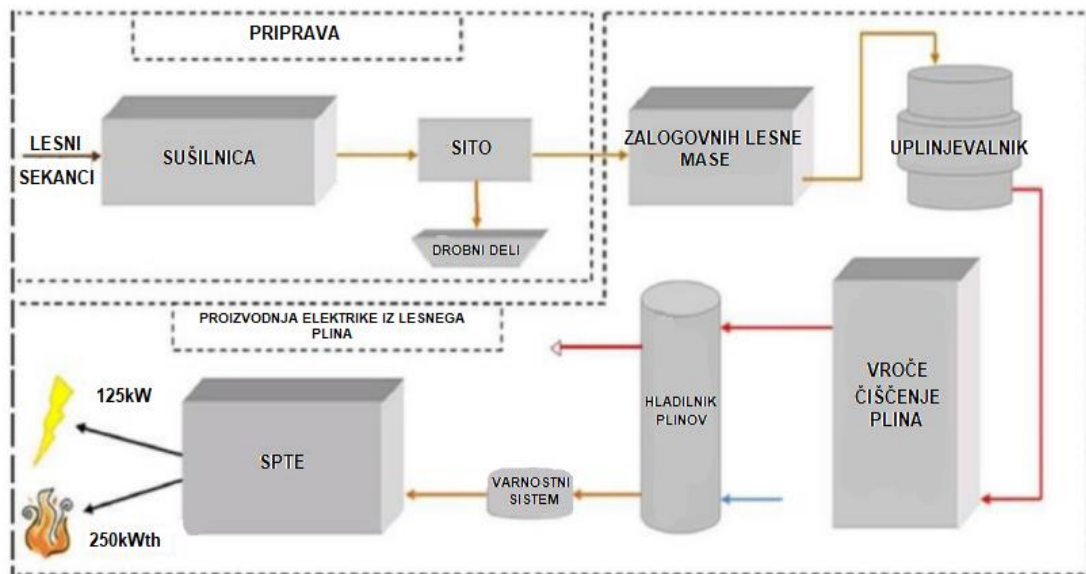 PRIPRAVA
LESNI
SEKANCI
SUŠILNICA
SITO
DROBNI DELI
ZALOGOVNIH LESNE
MASE
UPLINJEVALNIK
PROIZVODNJA ELEKTRIKE IZ LESNEGA
PLINA
125kW
250kWth
SPTE
VARNOSTNI
SISTEM
HLADILNIK
PLINOV
VROČE
ČIŠČENJE
PLINA